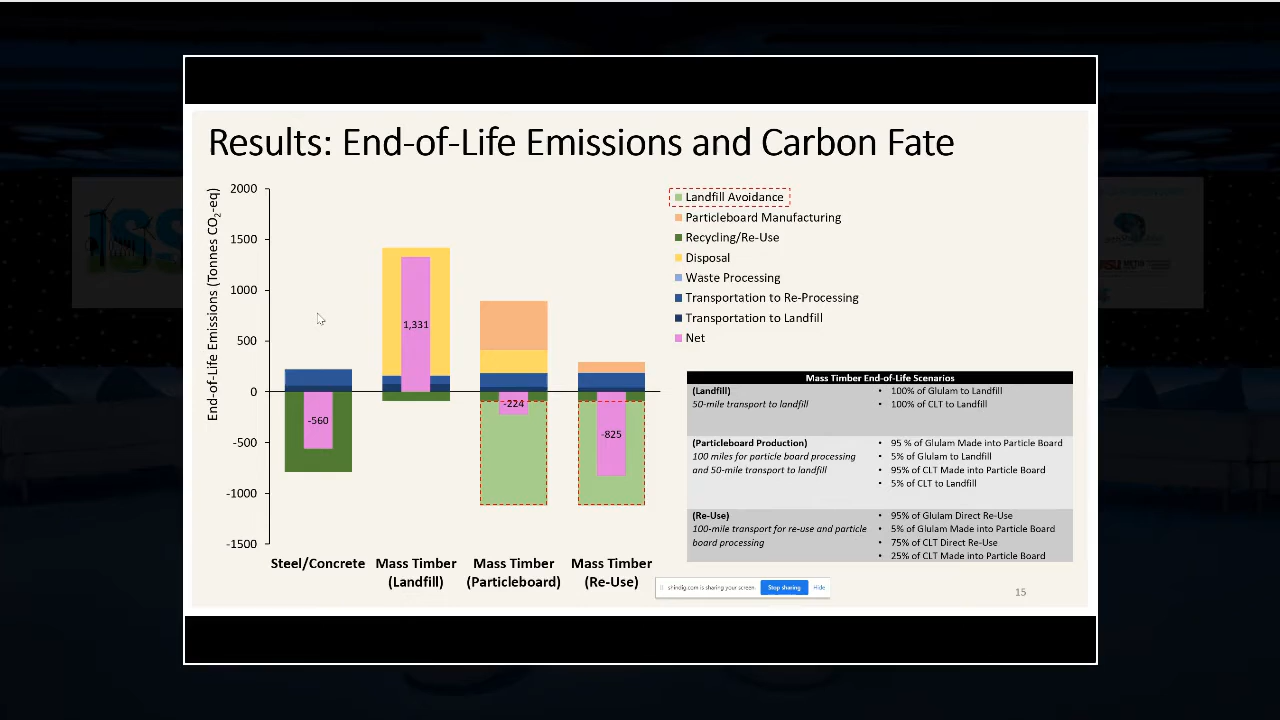 Results: End-of-Life Emissions and Carbon Fate
End-of-Life Emissions (Tonnes CO2-eq)
2000
1500
1000
500
0
-500
-1000
-1500
-560
1,331
-224
-825
Steel/Concrete
Mass Timber
(Landfill)
Mass Timber
(Particleboard)
Mass Timber
(Re-Use)
Landfill Avoidance
Particleboard Manufacturing
Recycling/Re-Use
Disposal
Waste Processing
Transportation to Re-Processing
Transportation to Landfill
Net
Mass Timber End-of-Life Scenarios
(Landfill)
50-mile transport to landfill
• 100% of Glulam to Landfill
• 100% of CLT to Landfill
(Particleboard Production)
100 miles for particle board processing
and 50-mile transport to landfill
• 95 % of Glulam Made into Particle Board
• 5% of Glulam to Landfill
• 95% of CLT Made into Particle Board
• 5% of CLT to Landfill
(Re-Use)
100-mile transport for re-use and particle
board processing
• 95% of Glulam Direct Re-Use
• 5% of Glulam Made into Particle Board
• 75% of CLT Direct Re-Use
• 25% of CLT Made into Particle Board
shindig.com is sharing your screen.
Stop sharing
Hide
15